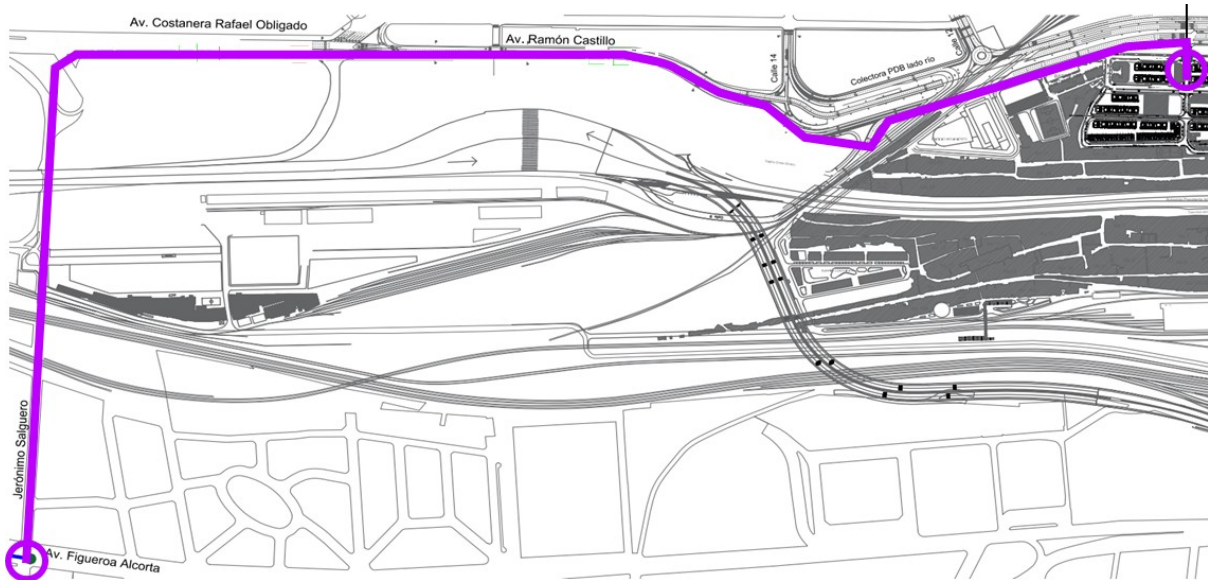 Av. Costanera Rafael Obligado
Av. Ramón Castillo
Calle 14
Calle 12
Colectora PDB lado río
Jerónimo Salguero
Av. Figueroa Alcorta